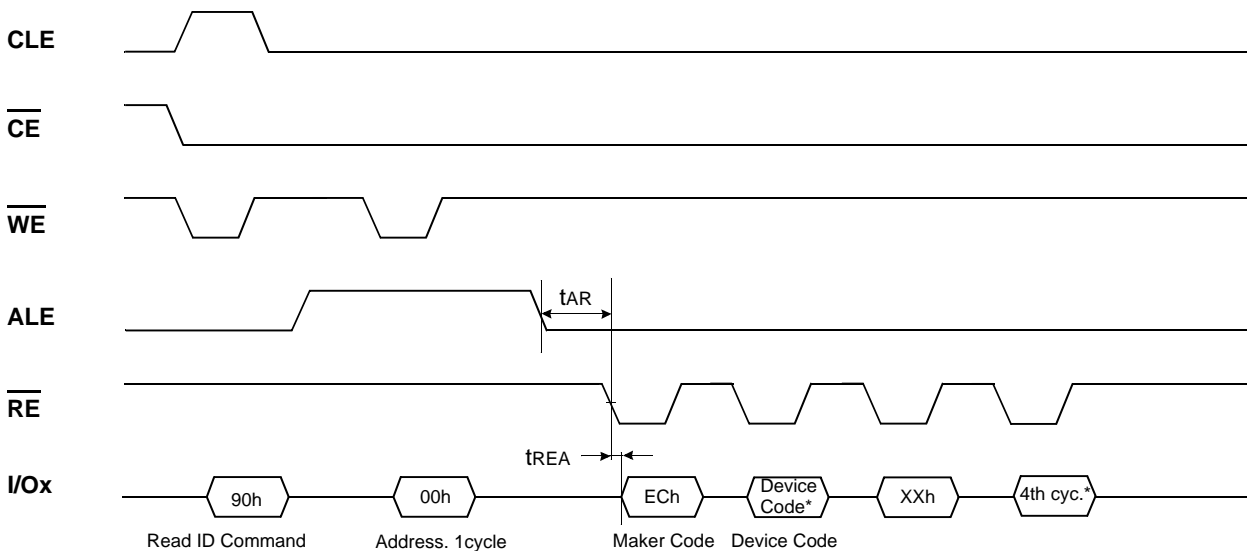 CLE
CE
WE
ALE
tAR
RE
tREA
I/Ox
90h
00h
ECh
Device
Code*
XXh
4th cyc.*
Read ID Command
Address. 1cycle
Maker Code
Device Code